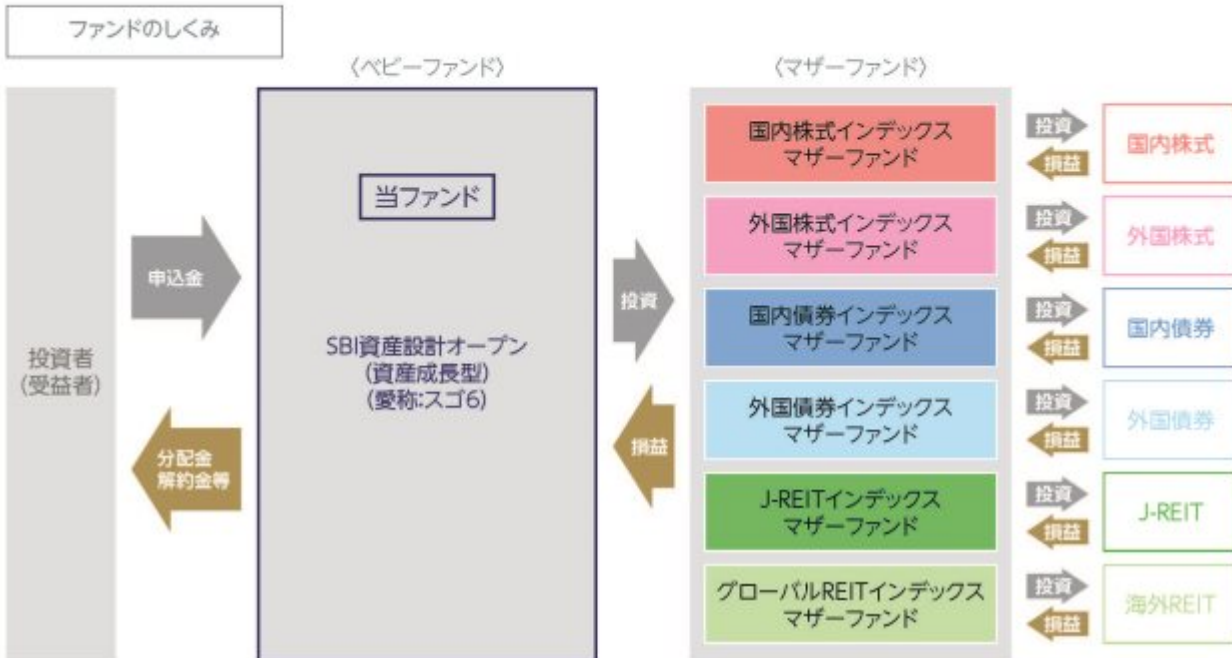 ファンドのしくみ
〈ベビーファンド〉
〈マザーファンド〉
投資者
(受益者)
申込金
分配金
解約金等
当ファンド
SBI資産設計オープン
(資産成長型)
(愛称:スゴ6)
投資
損益
国内株式インデックス
マザーファンド
投資
損益
国内株式
外国株式インデックス
マザーファンド
投資
損益
外国株式
国内債券インデックス
マザーファンド
投資
損益
国内債券
外国債券インデックス
マザーファンド
投資
損益
外国債券
J-REITインデックス
マザーファンド
投資
損益
J-REIT
グローバルREITインデックス
マザーファンド
投資
損益
海外REIT